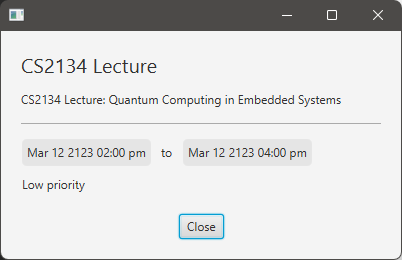 CS2134 Lecture
CS2134 Lecture: Quantum Computing in Embedded Systems
Mar 12 2123 02:00 pm to Mar 12 2123 04:00 pm
Low priority
Close